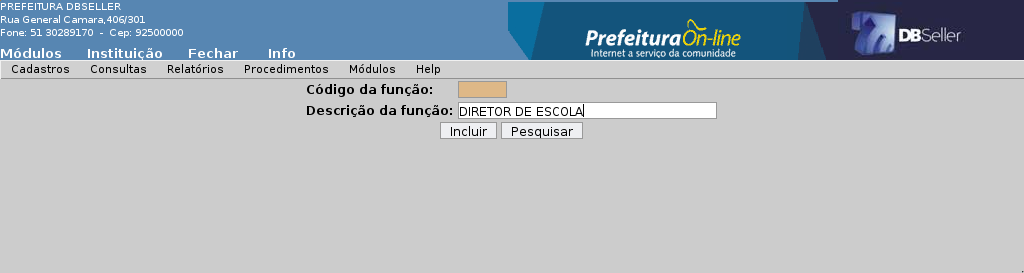 PREFEITURA DBSELLER
Rua General Camara,406/301
Fone: 51 30289170 - Cep: 92500000
Módulos Instituição Fechar Info
Prefeitura On-line
Internet a serviço da comunidade
DBSeller
Cadastros Consultas Relatórios Procedimentos Módulos Help
Código da função:
Descrição da função: DIRETOR DE ESCOLA
Incluir Pesquisar